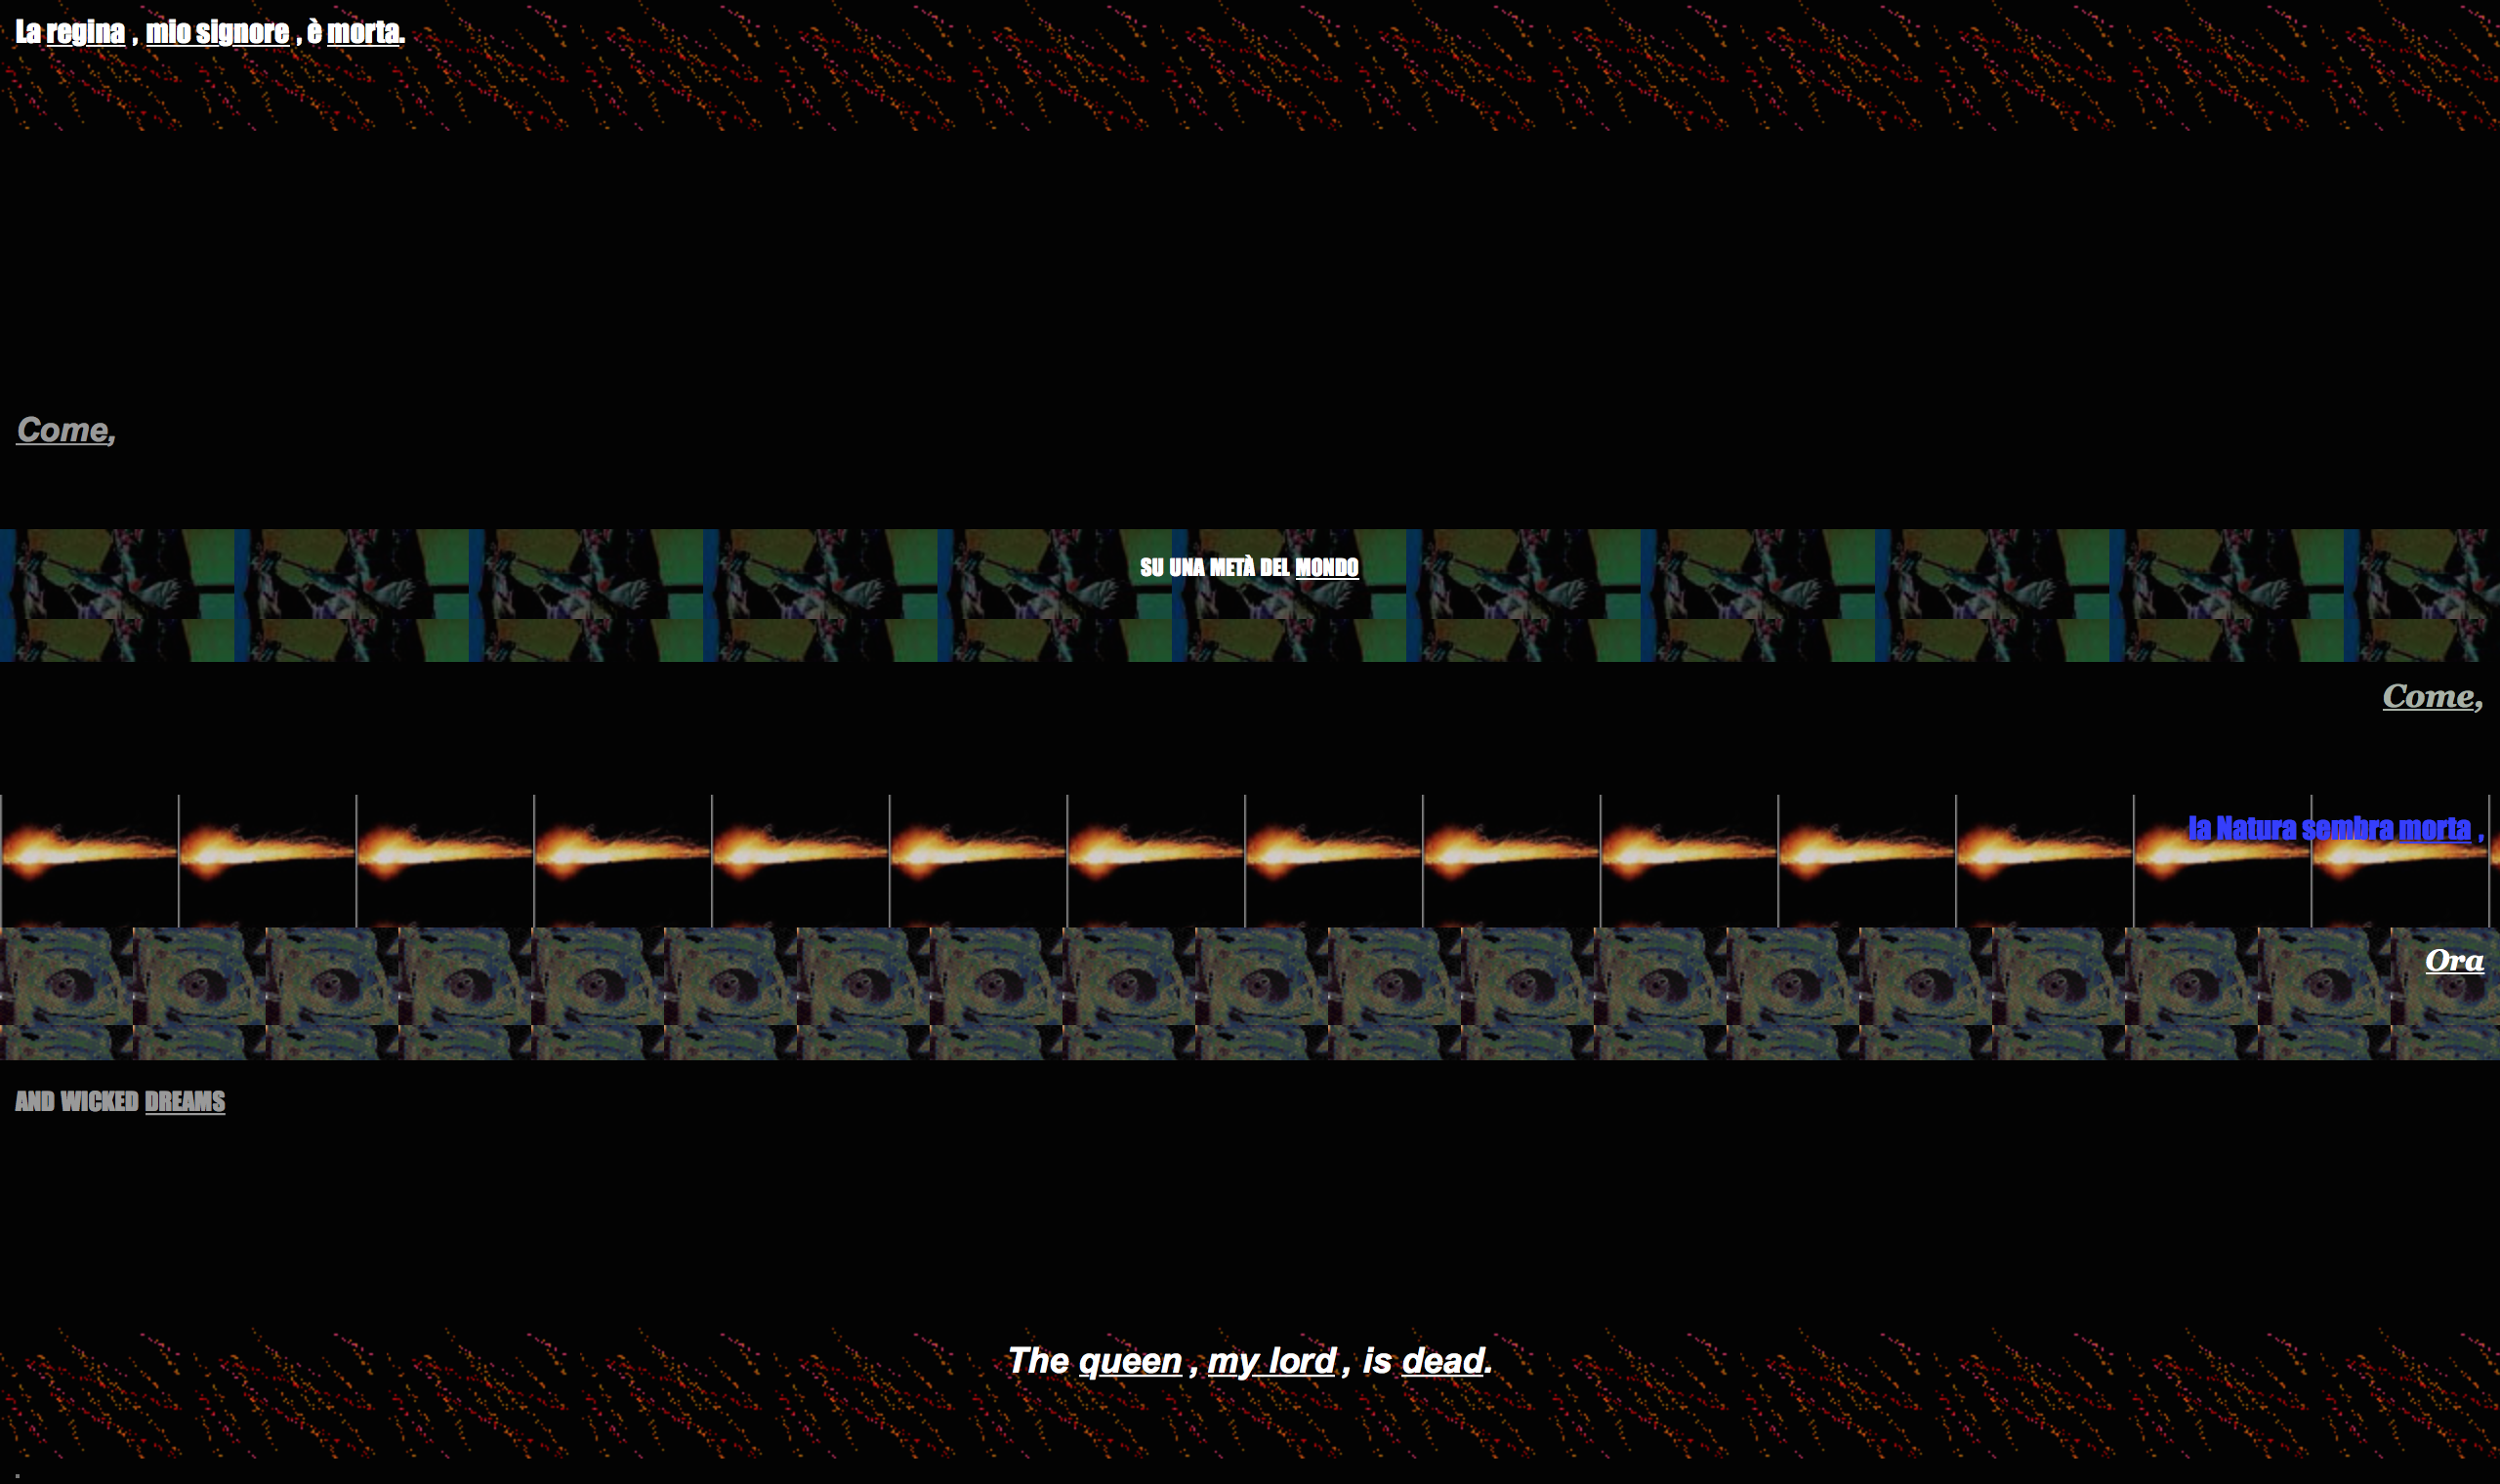 La regina , mio signore , è morta.
Come,
SU UNA METÀ DEL MONDO
Come,
la Natura sembra morta ,
Ora
AND WICKED DREAMS
The queen , my lord , is dead.
.